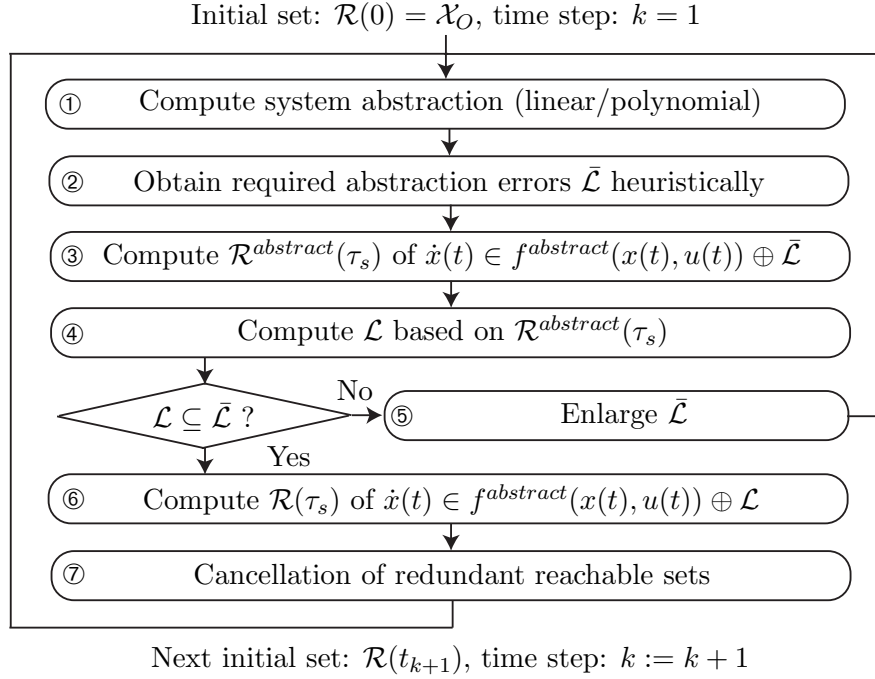 Initial set: R(0) = X_O, time step: k = 1
① Compute system abstraction (linear/polynomial)
② Obtain required abstraction errors L̄ heuristically
③ Compute R^{abstract}(τ_s) of ẋ(t) ∈ f^{abstract}(x(t), u(t)) ⊕ L̄
④ Compute L based on R^{abstract}(τ_s)
L ⊆ L̄ ?
No
⑤ Enlarge L̄
Yes
⑥ Compute R(τ_s) of ẋ(t) ∈ f^{abstract}(x(t), u(t)) ⊕ L
⑦ Cancellation of redundant reachable sets
Next initial set: R(t_{k+1}), time step: k := k + 1